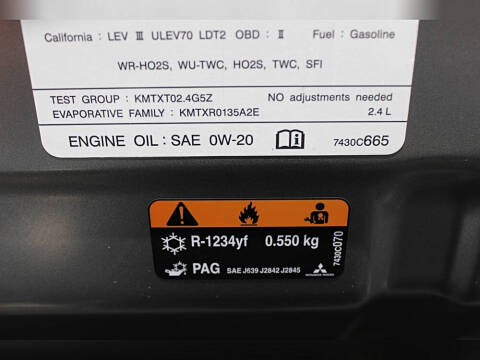 California : LEV Ⅲ ULEV70 LDT2 OBD : Ⅱ Fuel : Gasoline
WR-HO2S, WU-TWC, HO2S, TWC, SFI
TEST GROUP : KMTXT02.4G5Z NO adjustments needed
EVAPORATIVE FAMILY : KMTXR0135A2E 2.4 L
ENGINE OIL : SAE 0W-20 7430C665
R-1234yf 0.550 kg
PAG SAE J639 J2842 J2845
7430C070